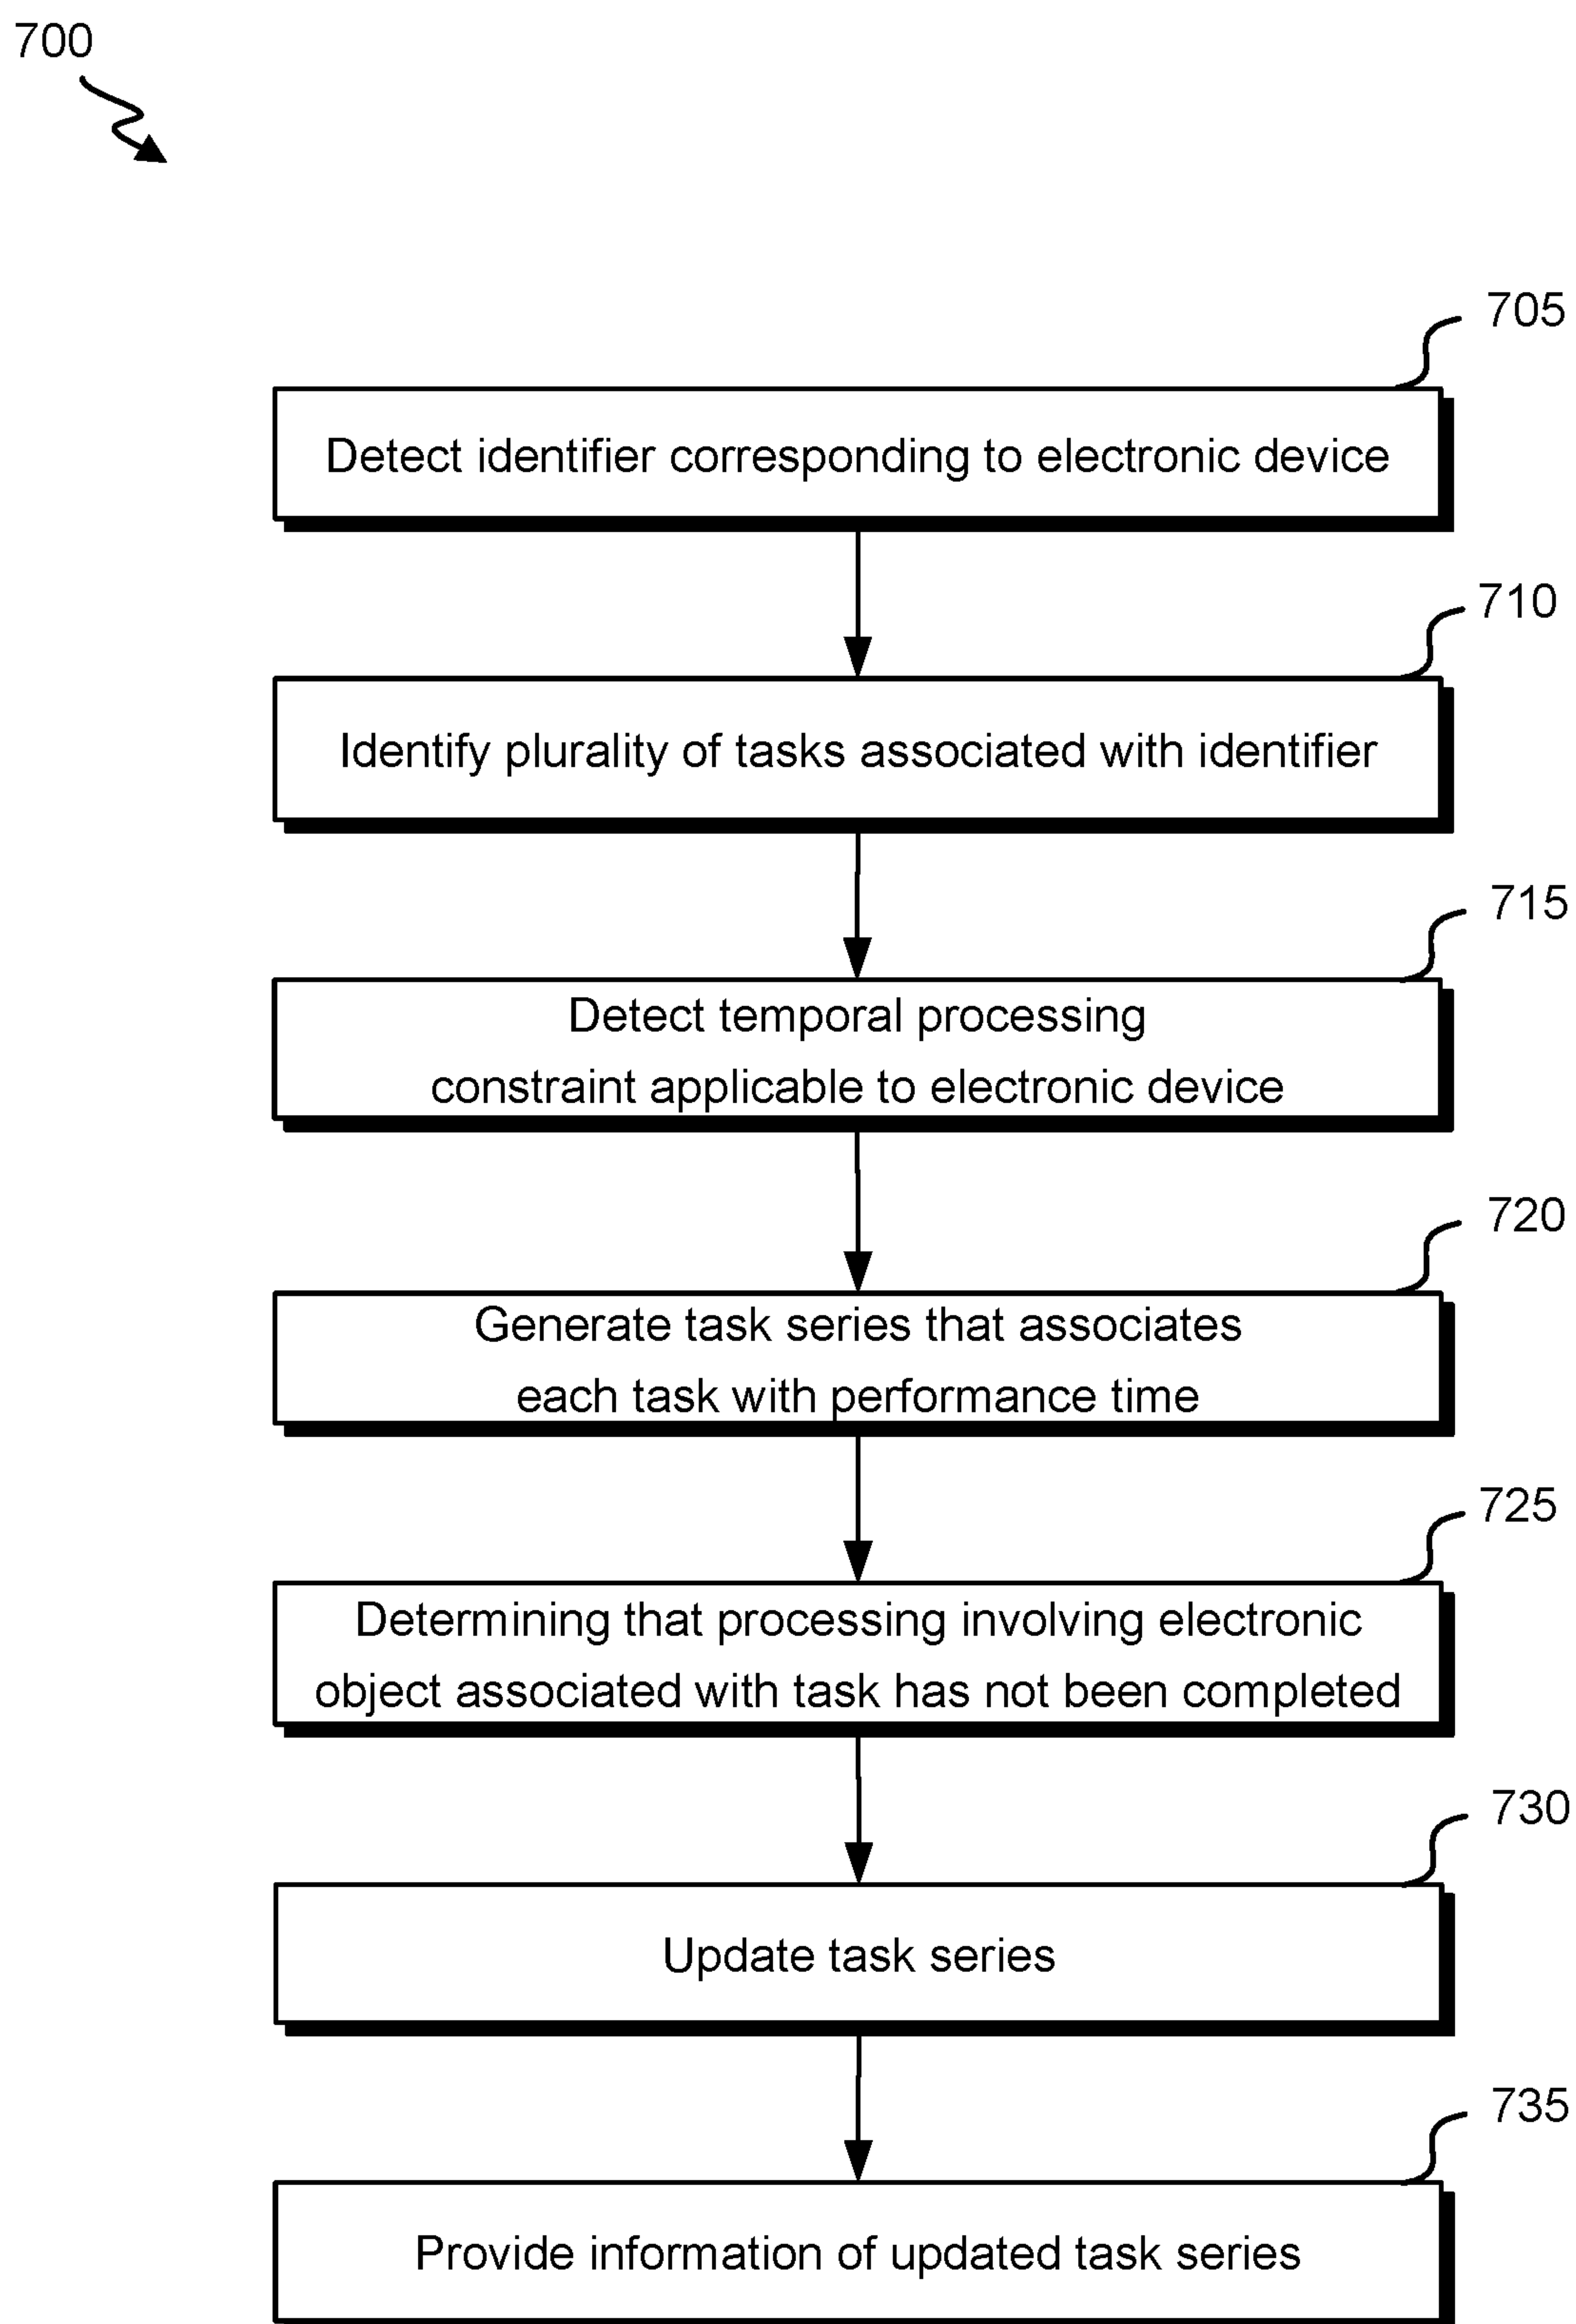 700
705
Detect identifier corresponding to electronic device
710
Identify plurality of tasks associated with identifier
715
Detect temporal processing
constraint applicable to electronic device
720
Generate task series that associates
each task with performance time
725
Determining that processing involving electronic
object associated with task has not been completed
730
Update task series
735
Provide information of updated task series